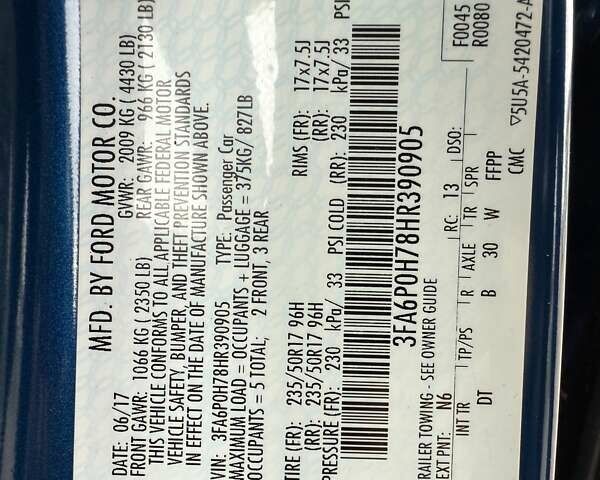 MFD. BY FORD MOTOR CO.
DATE: 06/17 GVWR: 2009 KG ( 4430 LB)
FRONT GAWR: 1066 KG ( 2350 LB) REAR GAWR: 966 KG ( 2130 LB)
THIS VEHICLE CONFORMS TO ALL APPLICABLE FEDERAL MOTOR
VEHICLE SAFETY, BUMPER, AND THEFT PREVENTION STANDARDS
IN EFFECT ON THE DATE OF MANUFACTURE SHOWN ABOVE.
VIN: 3FA6P0H78HR390905 TYPE: Passenger Car
MAXIMUM LOAD = OCCUPANTS + LUGGAGE = 375KG/ 827LB
OCCUPANTS = 5 TOTAL; 2 FRONT, 3 REAR
TIRE (FR): 235/50R17 96H RIMS (FR): 17x7.5J
(RR): 235/50R17 96H (RR): 17x7.5J
PRESSURE (FR): 230 kPa/ 33 PSI COLD (RD): 230 kPa/ 33 PSI
3FA6P0H78HR390905
RAILER TOWING - SEE OWNER GUIDE F0045
EXT PNT: N6 RC: 13 DSO: R0080
INT TR TP/PS R AXLE TR SPR
DT B 30 W FFPP
CMC ▽5U5A-5420472-A